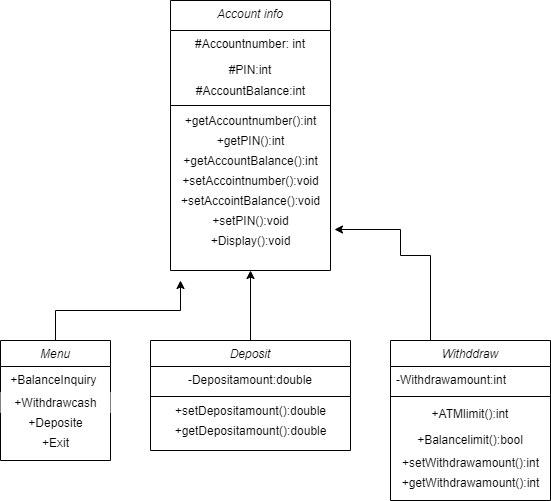 Account info
#Accountnumber: int
#PIN:int
#AccountBalance:int
+getAccountnumber():int
+getPIN():int
+getAccountBalance():int
+setAccointnumber():void
+setAccointBalance():void
+setPIN():void
+Display():void
Menu
+BalanceInquiry
+Withdrawcash
+Deposite
+Exit
Deposit
-Depositamount:double
+setDepositamount():double
+getDepositamount():double
Withddraw
-Withdrawamount:int
+ATMlimit():int
+Balancelimit():bool
+setWithdrawamount():int
+getWithdrawamount():int